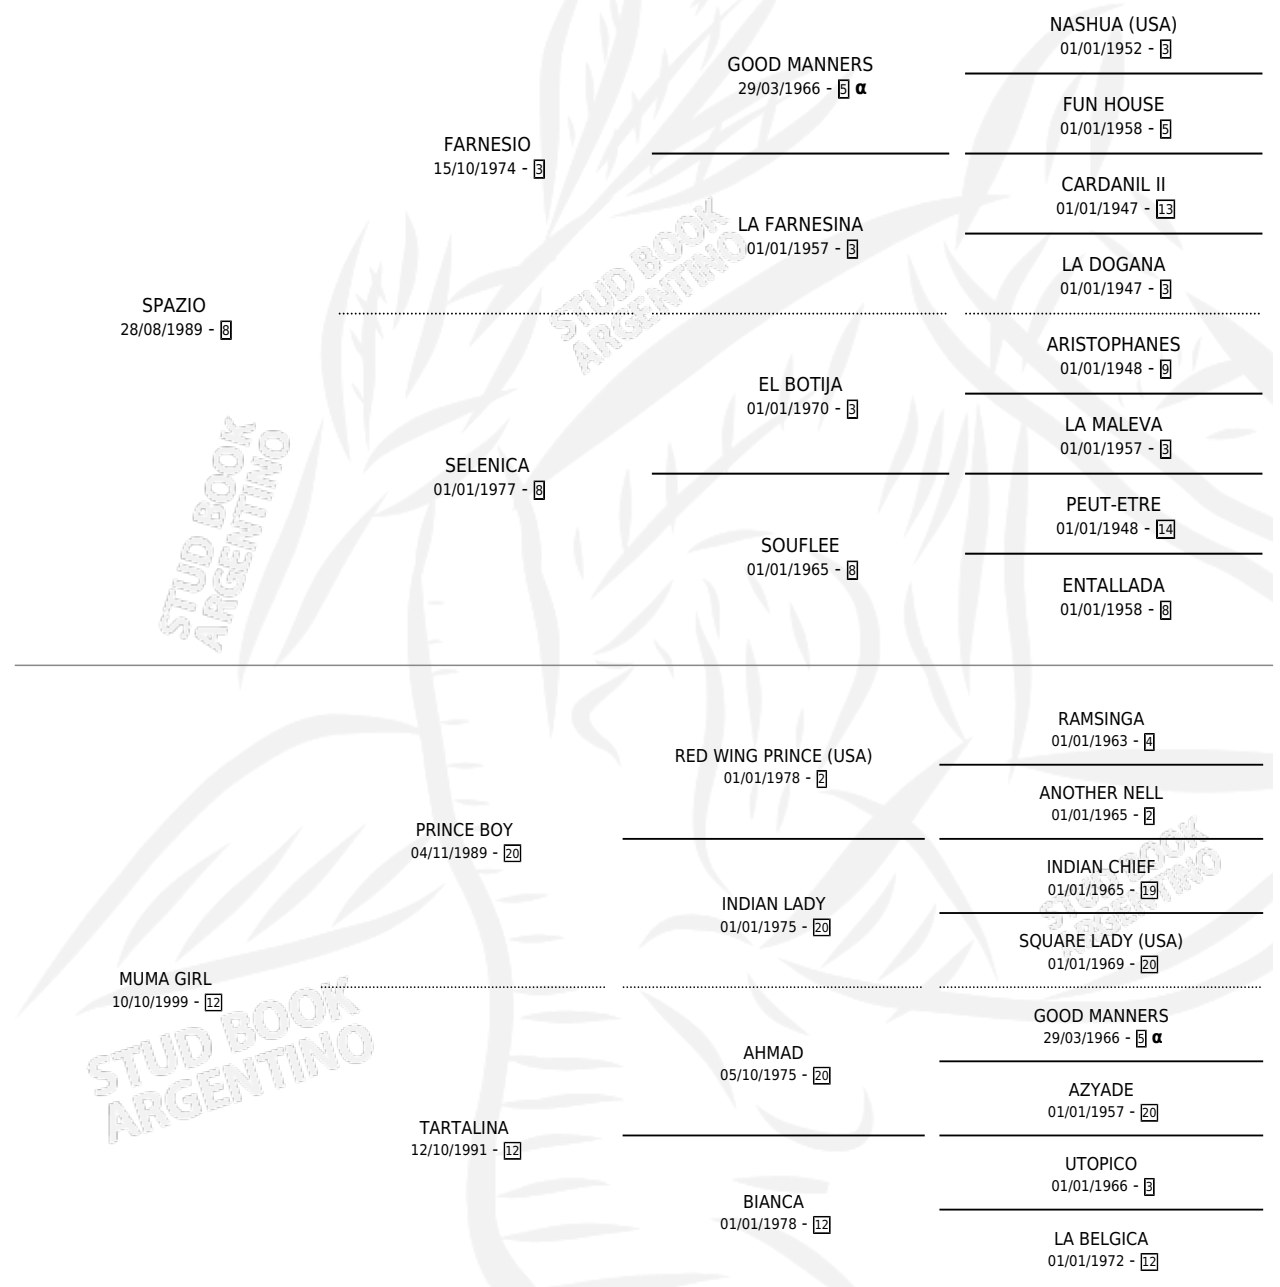 NASHUA (USA)
01/01/1952 - 3
GOOD MANNERS
29/03/1966 - 5 α
FUN HOUSE
01/01/1958 - 5
FARNESIO
15/10/1974 - 3
CARDANIL II
01/01/1947 - 13
LA FARNESINA
01/01/1957 - 3
LA DOGANA
01/01/1947 - 3
SPAZIO
28/08/1989 - 8
ARISTOPHANES
01/01/1948 - 9
EL BOTIJA
01/01/1970 - 3
LA MALEVA
01/01/1957 - 3
SELENICA
01/01/1977 - 8
PEUT-ETRE
01/01/1948 - 14
SOUFLEE
01/01/1965 - 8
ENTALLADA
01/01/1958 - 8
RAMSINGA
01/01/1963 - 4
RED WING PRINCE (USA)
01/01/1978 - 2
ANOTHER NELL
01/01/1965 - 2
PRINCE BOY
04/11/1989 - 20
INDIAN CHIEF
01/01/1965 - 19
INDIAN LADY
01/01/1975 - 20
SQUARE LADY (USA)
01/01/1969 - 20
MUMA GIRL
10/10/1999 - 12
GOOD MANNERS
29/03/1966 - 5 α
AHMAD
05/10/1975 - 20
AZYADE
01/01/1957 - 20
TARTALINA
12/10/1991 - 12
UTOPICO
01/01/1966 - 3
BIANCA
01/01/1978 - 12
LA BELGICA
01/01/1972 - 12
STUD BOOK
ARGENTINO
STUD BOOK
ARGENTINO
STUD BOOK
ARGENTINO
STUD BOOK
ARGENTINO